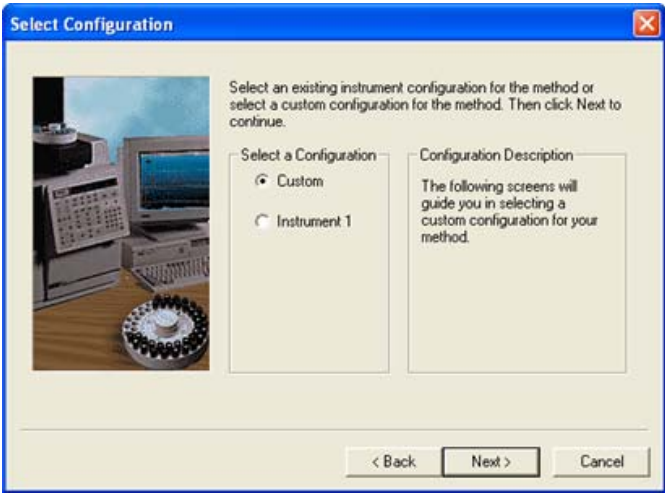 Select Configuration
Select an existing instrument configuration for the method or
select a custom configuration for the method. Then click Next to
continue.
Select a Configuration
Custom
Instrument 1
Configuration Description
The following screens will
guide you in selecting a
custom configuration for your
method.
< Back
Next >
Cancel